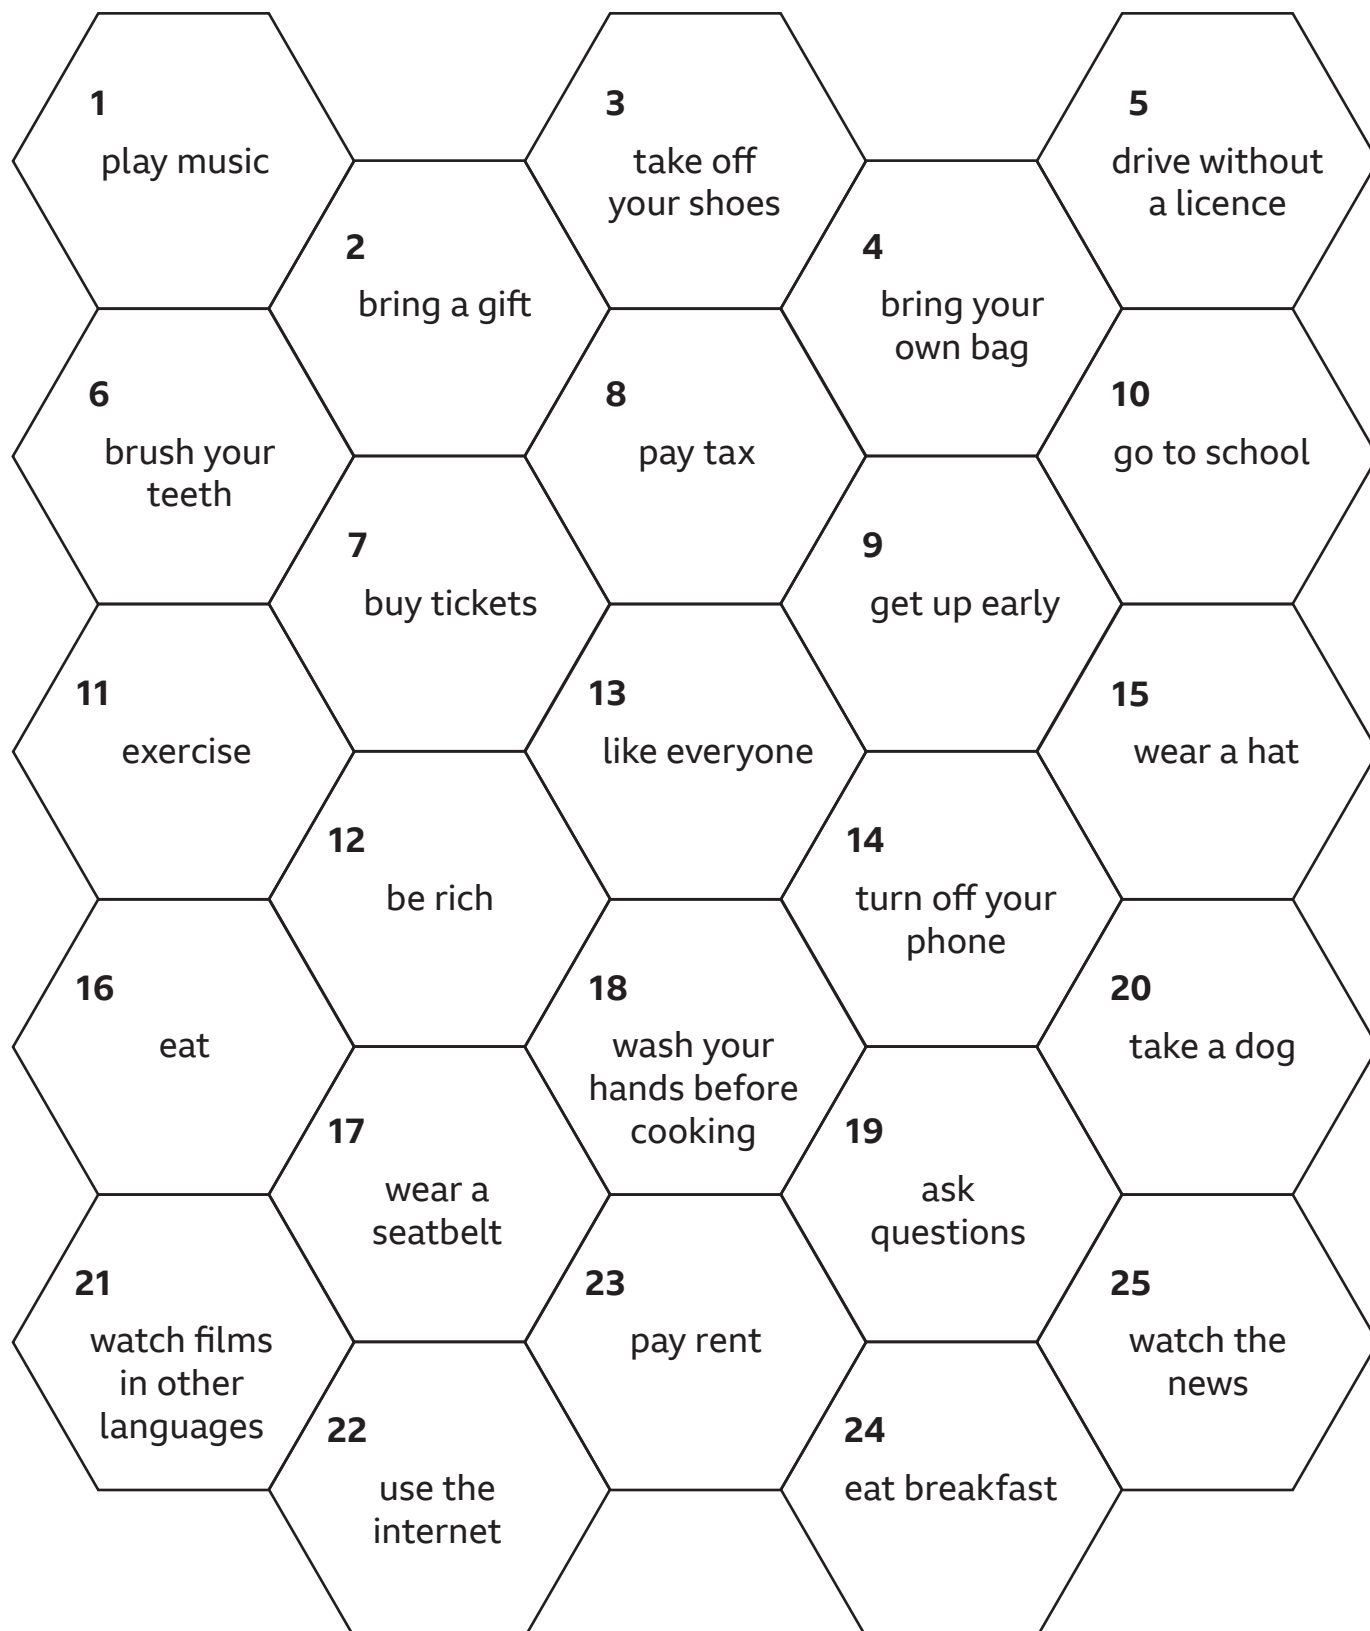 1
play music
2
bring a gift
3
take off
your shoes
4
bring your
own bag
5
drive without
a licence
6
brush your
teeth
7
buy tickets
8
pay tax
9
get up early
10
go to school
11
exercise
12
be rich
13
like everyone
14
turn off your
phone
15
wear a hat
16
eat
17
wear a
seatbelt
18
wash your
hands before
cooking
19
ask
questions
20
take a dog
21
watch films
in other
languages
22
use the
internet
23
pay rent
24
eat breakfast
25
watch the
news